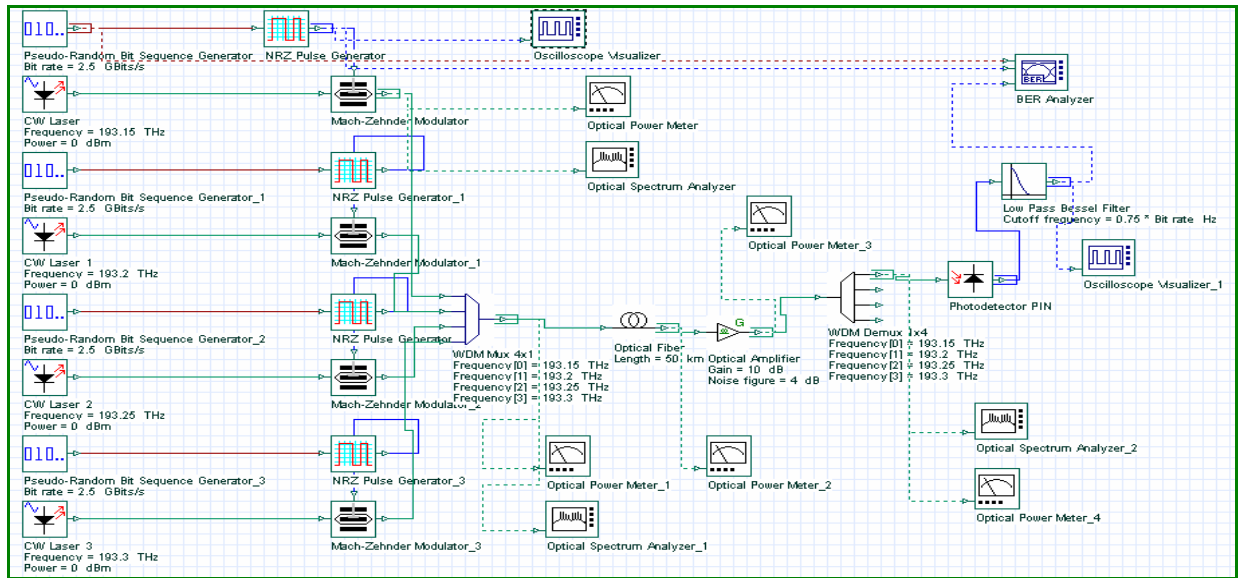 Pseudo-Random Bit Sequence Generator
Bit rate = 2.5 GBits/s
NRZ Pulse Generator
Oscilloscope Visualizer
BER Analyzer
CW Laser
Frequency = 193.15 THz
Power = 0 dBm
Mach-Zehnder Modulator
Optical Power Meter
Pseudo-Random Bit Sequence Generator_1
Bit rate = 2.5 GBits/s
NRZ Pulse Generator_1
Optical Spectrum Analyzer
Low Pass Bessel Filter
Cutoff frequency = 0.75 * Bit rate Hz
CW Laser 1
Frequency = 193.2 THz
Power = 0 dBm
Mach-Zehnder Modulator_1
Optical Power Meter_3
Oscilloscope Visualizer_1
Photodetector PIN
Pseudo-Random Bit Sequence Generator_2
Bit rate = 2.5 GBits/s
NRZ Pulse Generator_2
WDM Mux 4x1
Frequency[0] = 193.15 THz
Frequency[1] = 193.2 THz
Frequency[2] = 193.25 THz
Frequency[3] = 193.3 THz
Optical Fiber
Length = 50 km
G
Optical Amplifier
Gain = 10 dB
Noise figure = 4 dB
WDM Demux 1x4
Frequency[0] = 193.15 THz
Frequency[1] = 193.2 THz
Frequency[2] = 193.25 THz
Frequency[3] = 193.3 THz
CW Laser 2
Frequency = 193.25 THz
Power = 0 dBm
Mach-Zehnder Modulator_2
Optical Spectrum Analyzer_2
Pseudo-Random Bit Sequence Generator_3
Bit rate = 2.5 GBits/s
NRZ Pulse Generator_3
Optical Power Meter_1
Optical Power Meter_2
Optical Power Meter_4
CW Laser 3
Frequency = 193.3 THz
Power = 0 dBm
Mach-Zehnder Modulator_3
Optical Spectrum Analyzer_1
010..
010..
010..
010..
BER